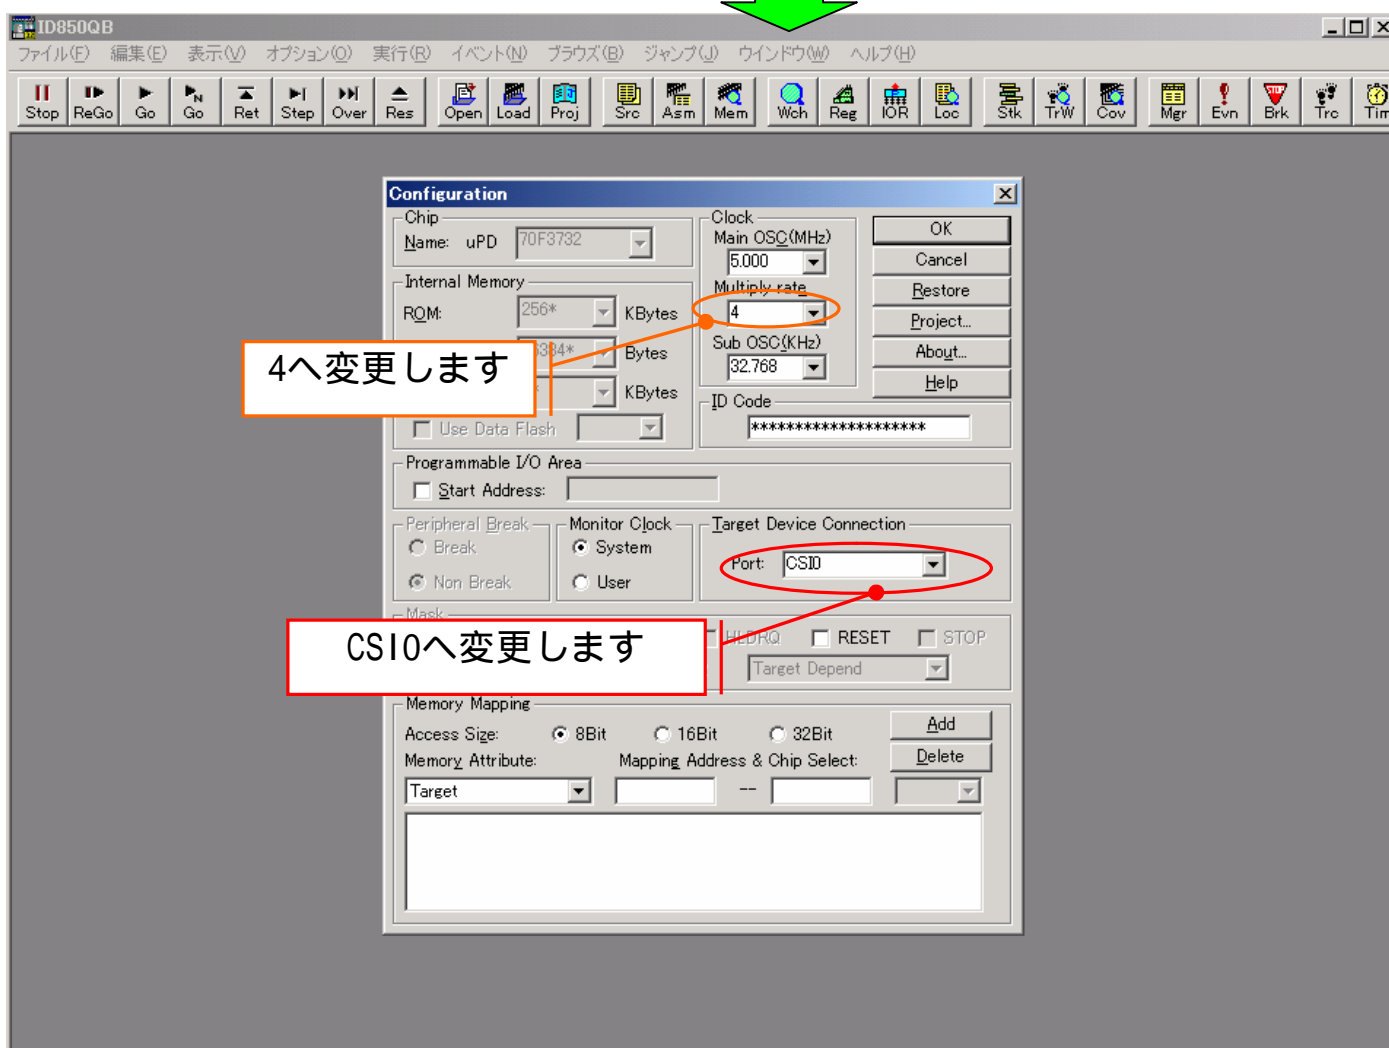 ID850QB
ファイル(F) 編集(E) 表示(V) オプション(O) 実行(R) イベント(N) ブラウズ(B) ジャンプ(J) ウインドウ(W) ヘルプ(H)
Stop ReGo Go Go Ret Step Over Res Open Load Proj Src Asm Mem Wch Reg IOR Loc Stk TrW Cov Mgr Evn Brk Trc Tim
Configuration
Chip
Name: uPD 70F3732
Clock
Main OSC(MHz)
5.000
Multiply rate
4
Sub OSC(KHz)
32.768
OK
Cancel
Restore
Project...
About...
Help
Internal Memory
ROM: 256* KBytes
384* Bytes
KBytes
Use Data Flash
4へ変更します
ID Code
********************
Programmable I/O Area
Start Address:
Peripheral Break
Break
Non Break
Monitor Clock
System
User
Target Device Connection
Port: CSI0
Mask
HLDRQ RESET STOP
Target Depend
CSI0へ変更します
Memory Mapping
Access Size: 8Bit 16Bit 32Bit
Add
Memory Attribute: Mapping Address & Chip Select:
Delete
Target --